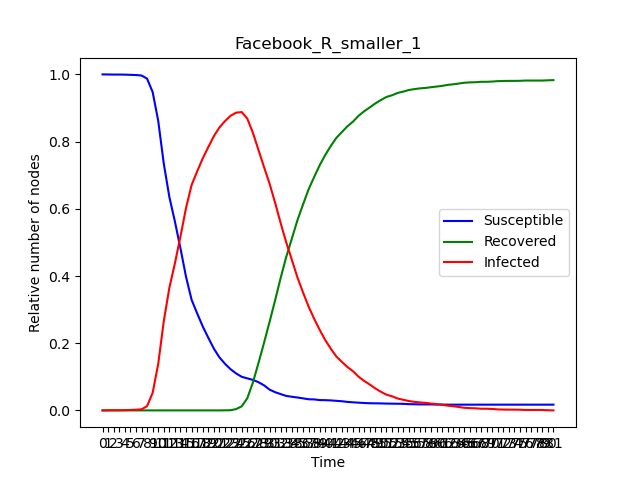 Facebook_R_smaller_1
1.0
0.8
0.6
0.4
0.2
0.0
Relative number of nodes
Susceptible
Recovered
Infected
Time